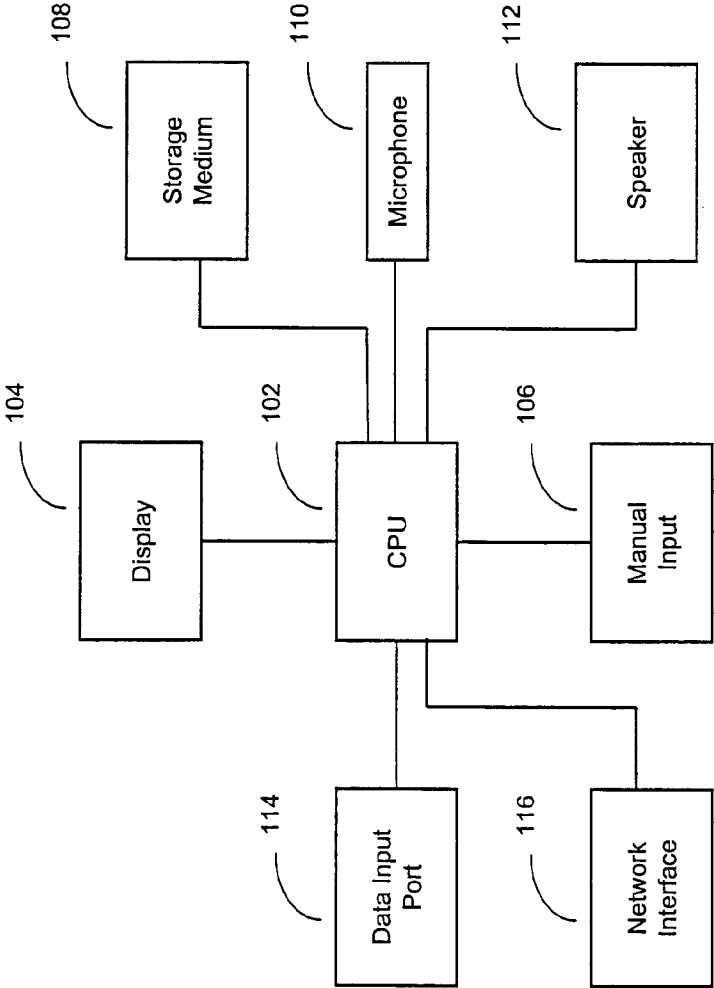 108
Storage
Medium
110
Microphone
112
Speaker
104
Display
102
CPU
106
Manual
Input
114
Data Input
Port
116
Network
Interface